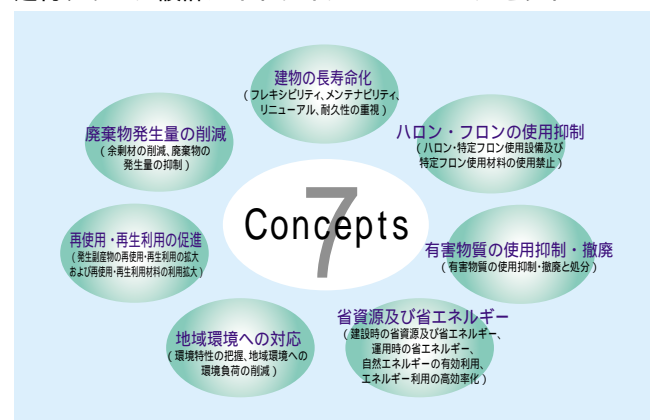 建物の長寿命化
(フレキシビリティ、メンテナビリティ、
リニューアル、耐久性の重視)
ハロン・フロンの使用抑制
(ハロン・特定フロン使用設備及び
特定フロン使用材料の使用禁止)
有害物質の使用抑制・撤廃
(有害物質の使用抑制・撤廃と処分)
省資源及び省エネルギー
(建設時の省資源及び省エネルギー、
運用時の省エネルギー、
自然エネルギーの有効利用、
エネルギー利用の高効率化)
地域環境への対応
(環境特性の把握、地域環境への
環境負荷の削減)
再使用・再生利用の促進
(発生副産物の再使用・再生利用の拡大
および再使用・再生利用材料の利用拡大)
廃棄物発生量の削減
(余剰材の削減、廃棄物の
発生量の抑制)
7
Concepts